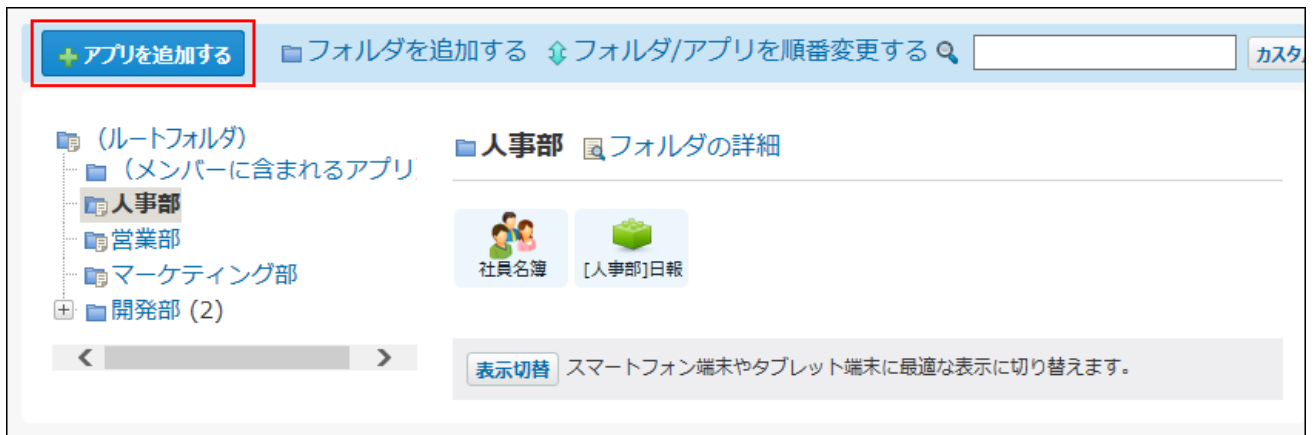 アプリを追加する フォルダを追加する フォルダ/アプリを順番変更する カスタ
(ルートフォルダ)
(メンバーに含まれるアプリ
人事部
営業部
マーケティング部
開発部 (2)
人事部 フォルダの詳細
社員名簿 [人事部]日報
表示切替 スマートフォン端末やタブレット端末に最適な表示に切り替えます。